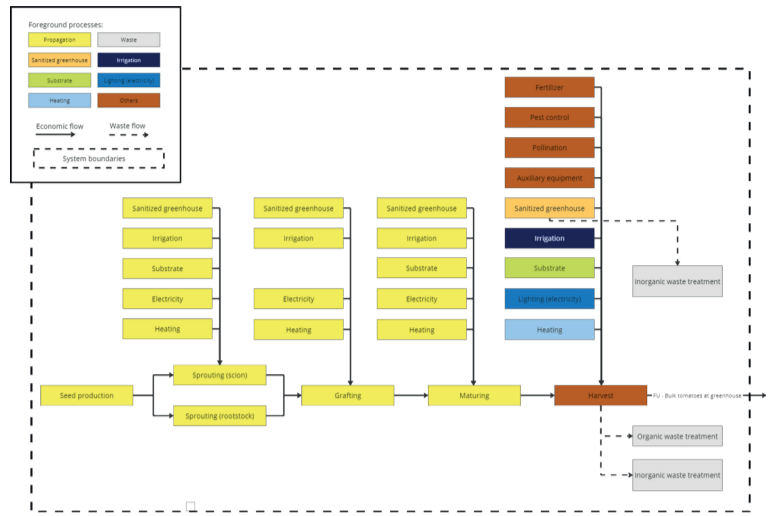 Foreground processes:
Propagation
Waste
Sanitized greenhouse
Irrigation
Substrate
Lighting (electricity)
Heating
Others
Economic flow
Waste flow
System boundaries
Fertilizer
Pest control
Pollination
Auxiliary equipment
Sanitized greenhouse
Sanitized greenhouse
Sanitized greenhouse
Sanitized greenhouse
Irrigation
Irrigation
Irrigation
Irrigation
Substrate
Substrate
Substrate
Inorganic waste treatment
Electricity
Electricity
Electricity
Lighting (electricity)
Heating
Heating
Heating
Heating
Sprouting (scion)
Seed production
Grafting
Maturing
Harvest
FU - Bulk tomatoes at greenhouse
Sprouting (rootstock)
Organic waste treatment
Inorganic waste treatment